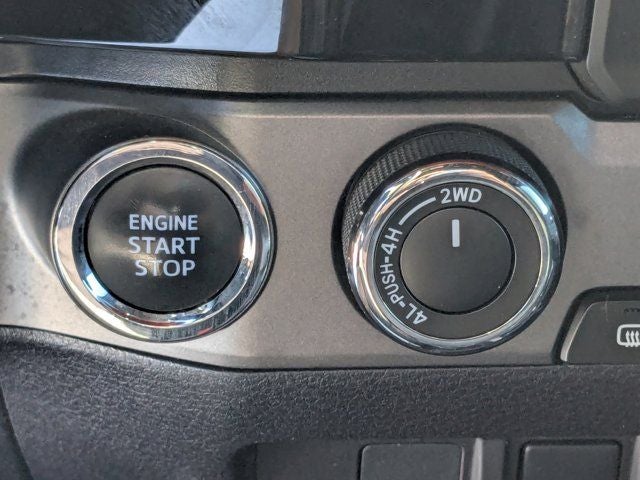 ENGINE
START
STOP
2WD
4L-PUSH-4H